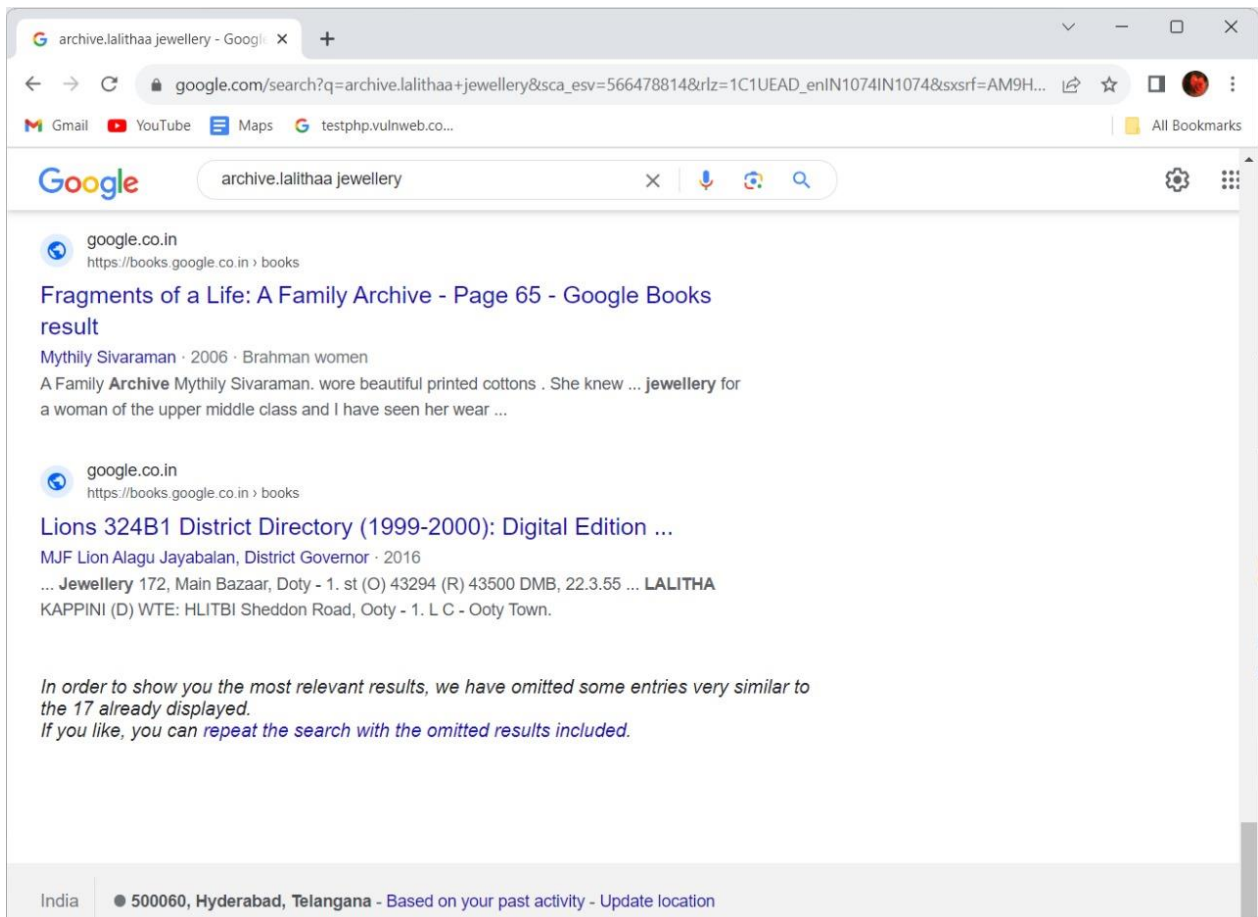 archive.lalithaa jewellery - Google
google.com/search?q=archive.lalithaa+jewellery&sca_esv=566478814&rlz=1C1UEAD_enIN1074IN1074&sxsrf=AM9H...
Gmail YouTube Maps testphp.vulnweb.co... All Bookmarks
Google archive.lalithaa jewellery
google.co.in
https://books.google.co.in › books
Fragments of a Life: A Family Archive - Page 65 - Google Books
result
Mythily Sivaraman · 2006 · Brahman women
A Family Archive Mythily Sivaraman. wore beautiful printed cottons . She knew ... jewellery for
a woman of the upper middle class and I have seen her wear ...
google.co.in
https://books.google.co.in › books
Lions 324B1 District Directory (1999-2000): Digital Edition ...
MJF Lion Alagu Jayabalan, District Governor · 2016
... Jewellery 172, Main Bazaar, Doty - 1. st (O) 43294 (R) 43500 DMB, 22.3.55 ... LALITHA
KAPPINI (D) WTE: HLITBI Sheddon Road, Ooty - 1. L C - Ooty Town.
In order to show you the most relevant results, we have omitted some entries very similar to
the 17 already displayed.
If you like, you can repeat the search with the omitted results included.
India 500060, Hyderabad, Telangana - Based on your past activity - Update location